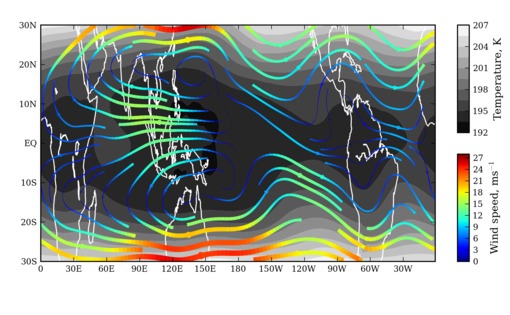 30N
20N
10N
EQ
10S
20S
30S
0 30E 60E 90E 120E 150E 180 150W 120W 90W 60W 30W
207
204
201
198
195
192
Temperature, K
27
24
21
18
15
12
9
6
3
0
Wind speed, ms⁻¹